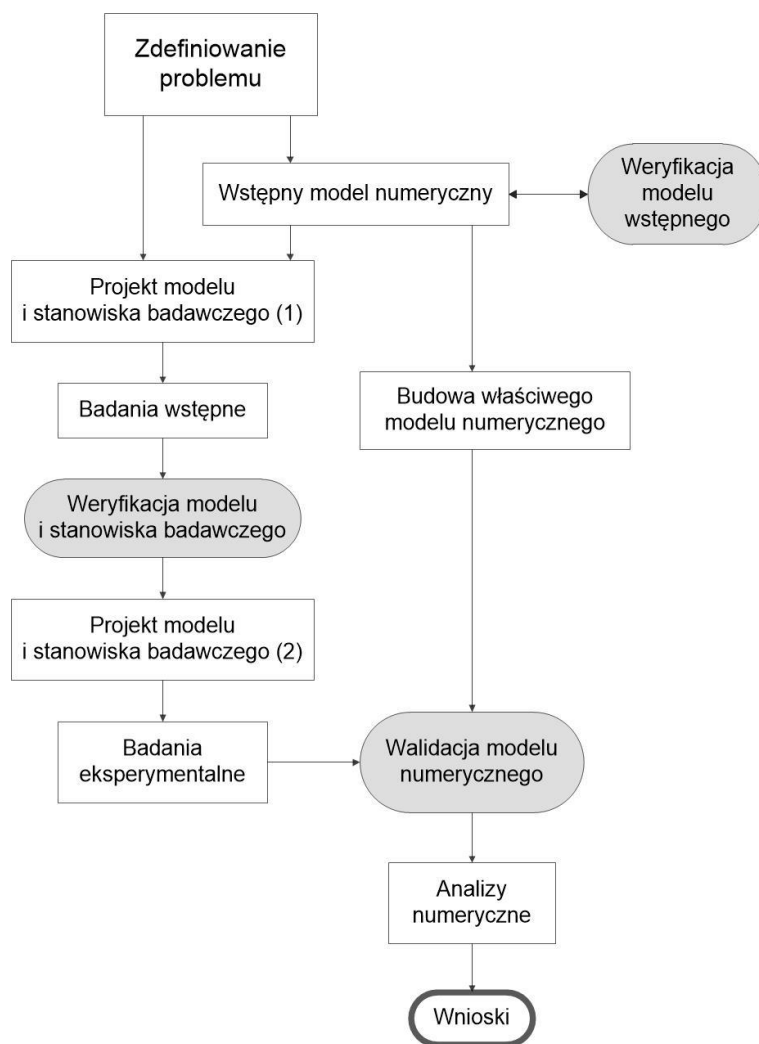 Zdefiniowanie
problemu
Wstępny model numeryczny
Weryfikacja
modelu
wstępnego
Projekt modelu
i stanowiska badawczego (1)
Badania wstępne
Budowa właściwego
modelu numerycznego
Weryfikacja modelu
i stanowiska badawczego
Projekt modelu
i stanowiska badawczego (2)
Badania
eksperymentalne
Walidacja modelu
numerycznego
Analizy
numeryczne
Wnioski